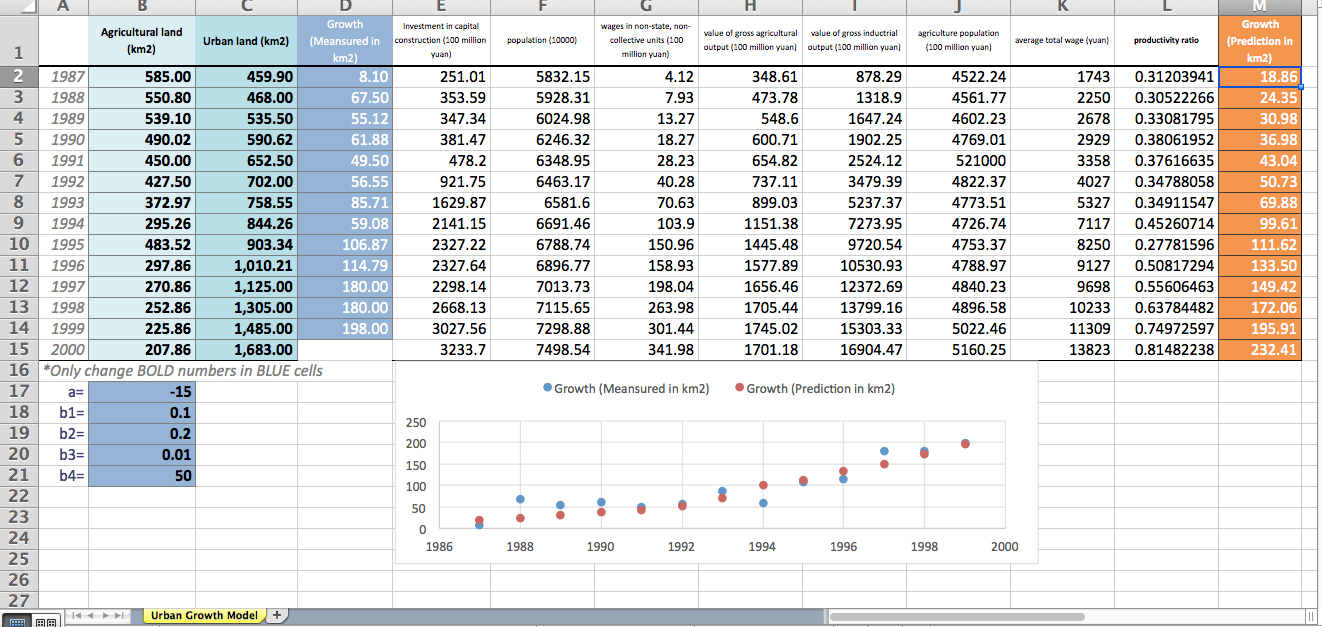 A B C D E F G H I J K L M
1 Agricultural land (km2) Urban land (km2) Growth (Meansured in km2) Investment in capital construction (100 million yuan) population (10000) wages in non-state, non-collective units (100 million yuan) value of gross agricultural output (100 million yuan) value of gross inductrial output (100 million yuan) agriculture population (100 million yuan) average total wage (yuan) productivity ratio Growth (Prediction in km2)
2 1987 585.00 459.90 8.10 251.01 5832.15 4.12 348.61 878.29 4522.24 1743 0.31203941 18.86
3 1988 550.80 468.00 67.50 353.59 5928.31 7.93 473.78 1318.9 4561.77 2250 0.30522266 24.35
4 1989 539.10 535.50 55.12 347.34 6024.98 13.27 548.6 1647.24 4602.23 2678 0.33081795 30.98
5 1990 490.02 590.62 61.88 381.47 6246.32 18.27 600.71 1902.25 4769.01 2929 0.38061952 36.98
6 1991 450.00 652.50 49.50 478.2 6348.95 28.23 654.82 2524.12 521000 3358 0.37616635 43.04
7 1992 427.50 702.00 56.55 921.75 6463.17 40.28 737.11 3479.39 4822.37 4027 0.34788058 50.73
8 1993 372.97 758.55 85.71 1629.87 6581.6 70.63 899.03 5237.37 4773.51 5327 0.34911547 69.88
9 1994 295.26 844.26 59.08 2141.15 6691.46 103.9 1151.38 7273.95 4726.74 7117 0.45260714 99.61
10 1995 483.52 903.34 106.87 2327.22 6788.74 150.96 1445.48 9720.54 4753.37 8250 0.27781596 111.62
11 1996 297.86 1,010.21 114.79 2327.64 6896.77 158.93 1577.89 10530.93 4788.97 9127 0.50817294 133.50
12 1997 270.86 1,125.00 180.00 2298.14 7013.73 198.04 1656.46 12372.69 4840.23 9698 0.55606463 149.42
13 1998 252.86 1,305.00 180.00 2668.13 7115.65 263.98 1705.44 13799.16 4896.58 10233 0.63784482 172.06
14 1999 225.86 1,485.00 198.00 3027.56 7298.88 301.44 1745.02 15303.33 5022.46 11309 0.74972597 195.91
15 2000 207.86 1,683.00 3233.7 7498.54 341.98 1701.18 16904.47 5160.25 13823 0.81482238 232.41
16 *Only change BOLD numbers in BLUE cells
17 a= -15
18 b1= 0.1
19 b2= 0.2
20 b3= 0.01
21 b4= 50
22
23
24
25
26
27
Growth (Meansured in km2) Growth (Prediction in km2)
250
200
150
100
50
0
1986 1988 1990 1992 1994 1996 1998 2000
Urban Growth Model +